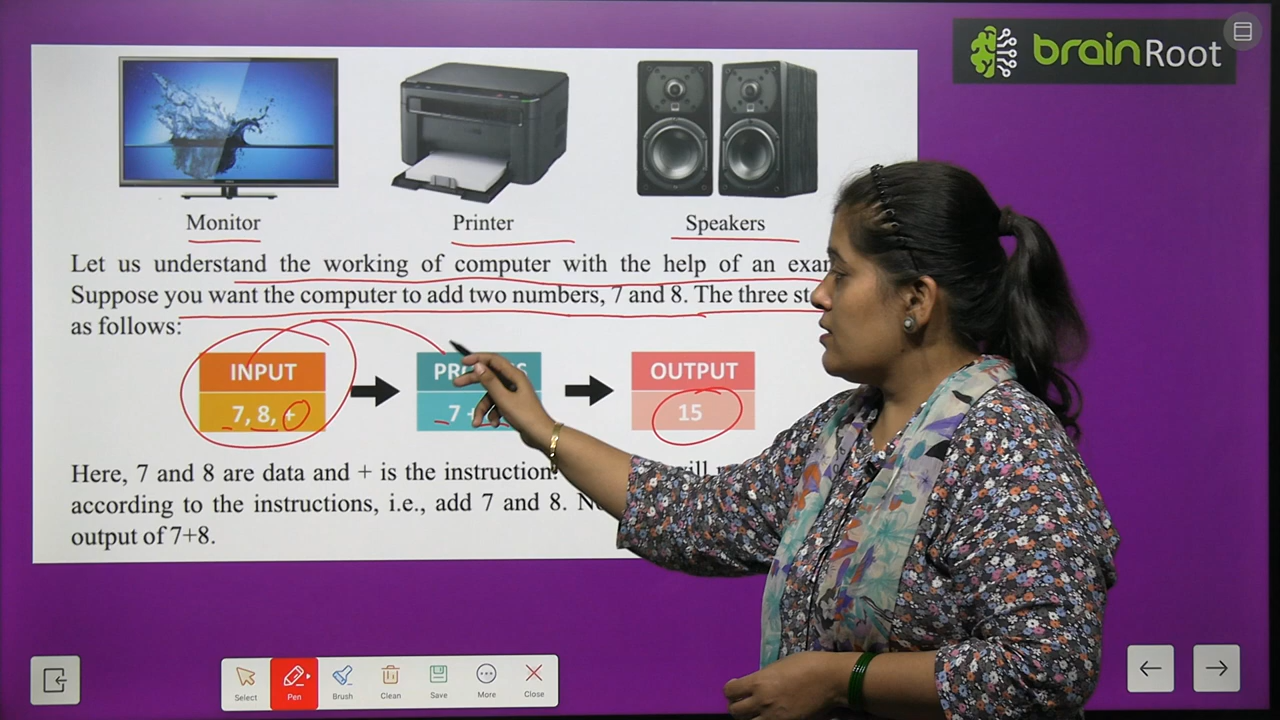 brainRoot
Monitor
Printer
Speakers
Let us understand the working of computer with the help of an
Suppose you want the computer to add two numbers, 7 and 8. The three
as follows:
INPUT
7, 8, +
7 +
OUTPUT
15
Here, 7 and 8 are data and + is the instruction.
according to the instructions, i.e., add 7 and 8.
output of 7+8.
Select
Pen
Brush
Clean
Save
More
Close